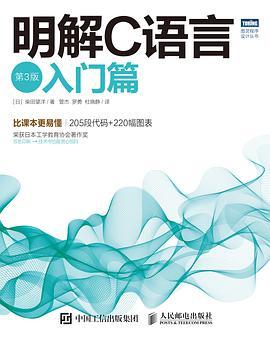 TURING
图灵程序
设计丛书
明解C语言
第3版
入门篇
[日] 柴田望洋 / 著 管杰 罗勇 杜晓静 / 译
比课本更易懂 205段代码+220幅图表
荣获日本工学教育协会著作奖
中国工信出版集团
人民邮电出版社
POSTS & TELECOM PRESS